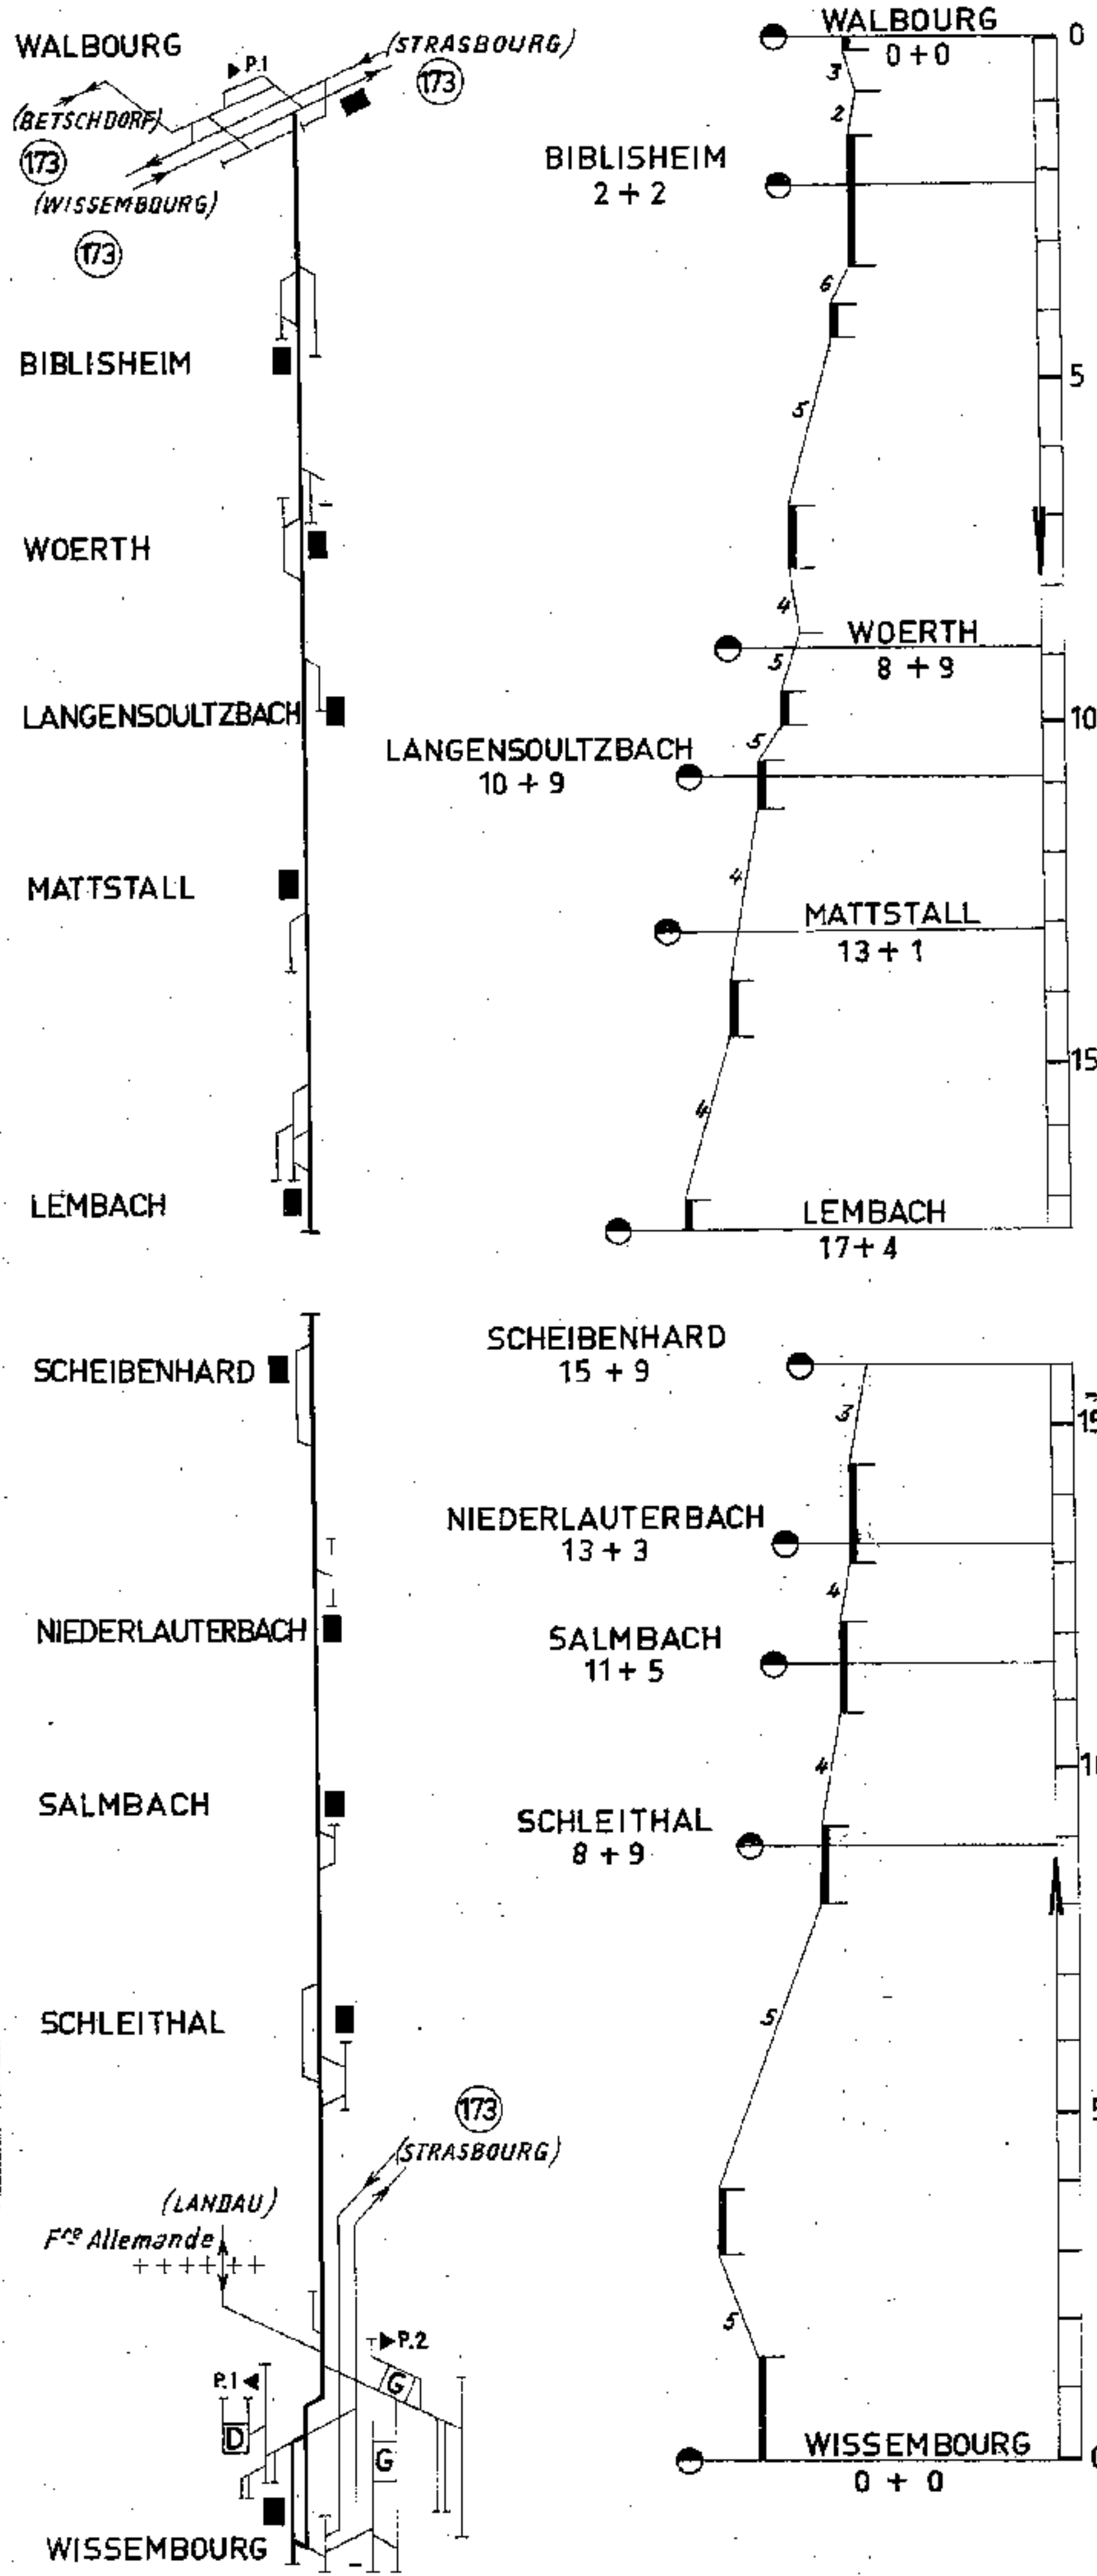 WALBOURG
P.1
(STRASBOURG)
173
(BETSCHDORF)
173
(WISSEMBOURG)
173
BIBLISHEIM
WOERTH
LANGENSOULTZBACH
MATTSTALL
LEMBACH
WALBOURG
0+0
0
3
2
BIBLISHEIM
2 + 2
6
5
5
4
WOERTH
8 + 9
5
10
LANGENSOULTZBACH
10 + 9
5
4
MATTSTALL
13 + 1
15
4
LEMBACH
17+4
SCHEIBENHARD
NIEDERLAUTERBACH
SALMBACH
SCHLEITHAL
173
(STRASBOURG)
(LANDAU)
Fre Allemande
++++++
P.2
P.1
G
D
G
WISSEMBOURG
SCHEIBENHARD
15 + 9
3
15
NIEDERLAUTERBACH
13 + 3
4
SALMBACH
11 + 5
4
SCHLEITHAL
8 + 9
5
5
5
WISSEMBOURG
0 + 0